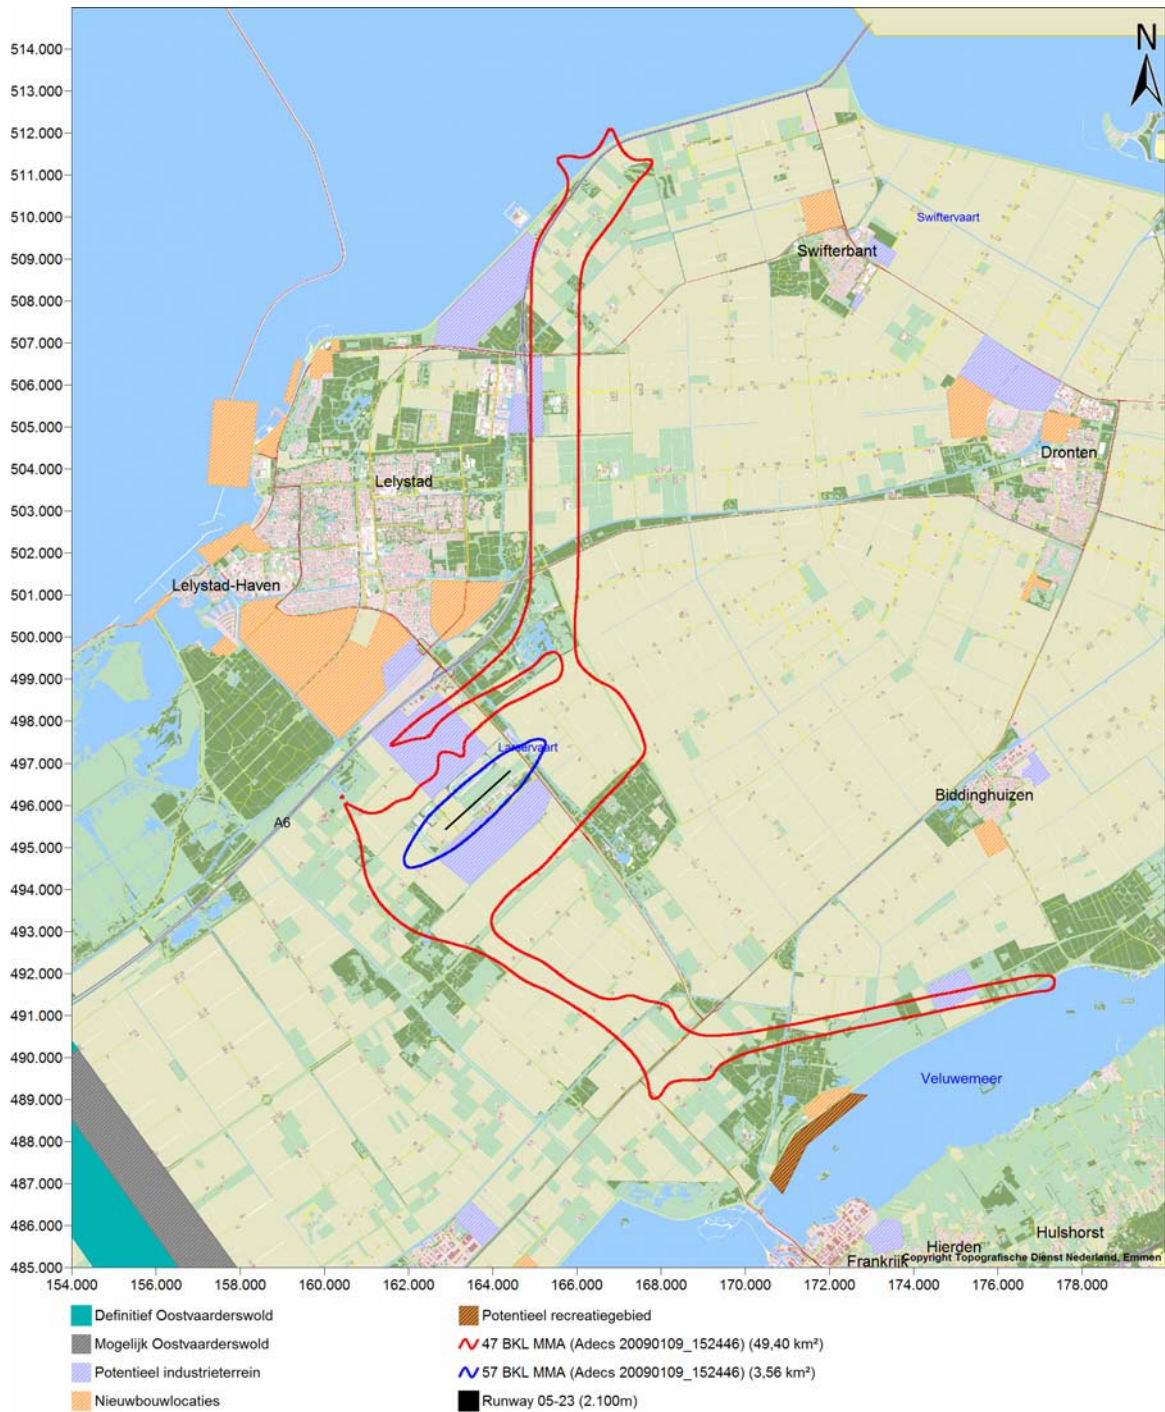 N
514.000
513.000
512.000
511.000
510.000
509.000
508.000
507.000
506.000
505.000
504.000
503.000
502.000
501.000
500.000
499.000
498.000
497.000
496.000
495.000
494.000
493.000
492.000
491.000
490.000
489.000
488.000
487.000
486.000
485.000
Swiftervaart
Swifterbant
Dronten
Lelystad
Lelystad-Haven
Larservaart
Biddinghuizen
A6
Veluwemeer
Hulshorst
Hierden
Frankrijk
Copyright Topografische Dienst Nederland, Emmen
154.000 156.000 158.000 160.000 162.000 164.000 166.000 168.000 170.000 172.000 174.000 176.000 178.000
Definitief Oostvaarderswold
Mogelijk Oostvaarderswold
Potentieel industrieterrein
Nieuwbouwlocaties
Potentieel recreatiegebied
47 BKL MMA (Adecs 20090109_152446) (49,40 km²)
57 BKL MMA (Adecs 20090109_152446) (3,56 km²)
Runway 05-23 (2.100m)